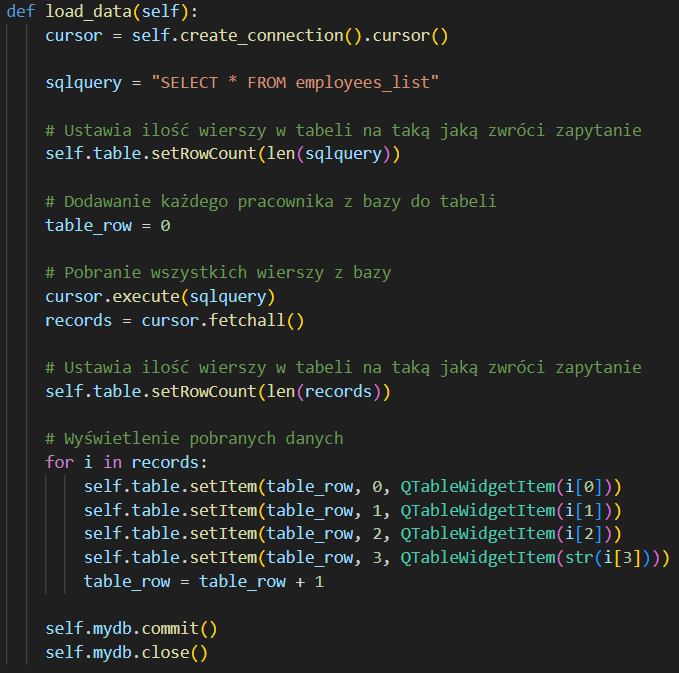 def load_data(self):
    cursor = self.create_connection().cursor()
    sqlquery = "SELECT * FROM employees_list"
    # Ustawia ilość wierszy w tabeli na taką jaką zwróci zapytanie
    self.table.setRowCount(len(sqlquery))
    # Dodawanie każdego pracownika z bazy do tabeli
    table_row = 0
    # Pobranie wszystkich wierszy z bazy
    cursor.execute(sqlquery)
    records = cursor.fetchall()
    # Ustawia ilość wierszy w tabeli na taką jaką zwróci zapytanie
    self.table.setRowCount(len(records))
    # Wyświetlenie pobranych danych
    for i in records:
        self.table.setItem(table_row, 0, QTableWidgetItem(i[0]))
        self.table.setItem(table_row, 1, QTableWidgetItem(i[1]))
        self.table.setItem(table_row, 2, QTableWidgetItem(i[2]))
        self.table.setItem(table_row, 3, QTableWidgetItem(str(i[3])))
        table_row = table_row + 1
    self.mydb.commit()
    self.mydb.close()